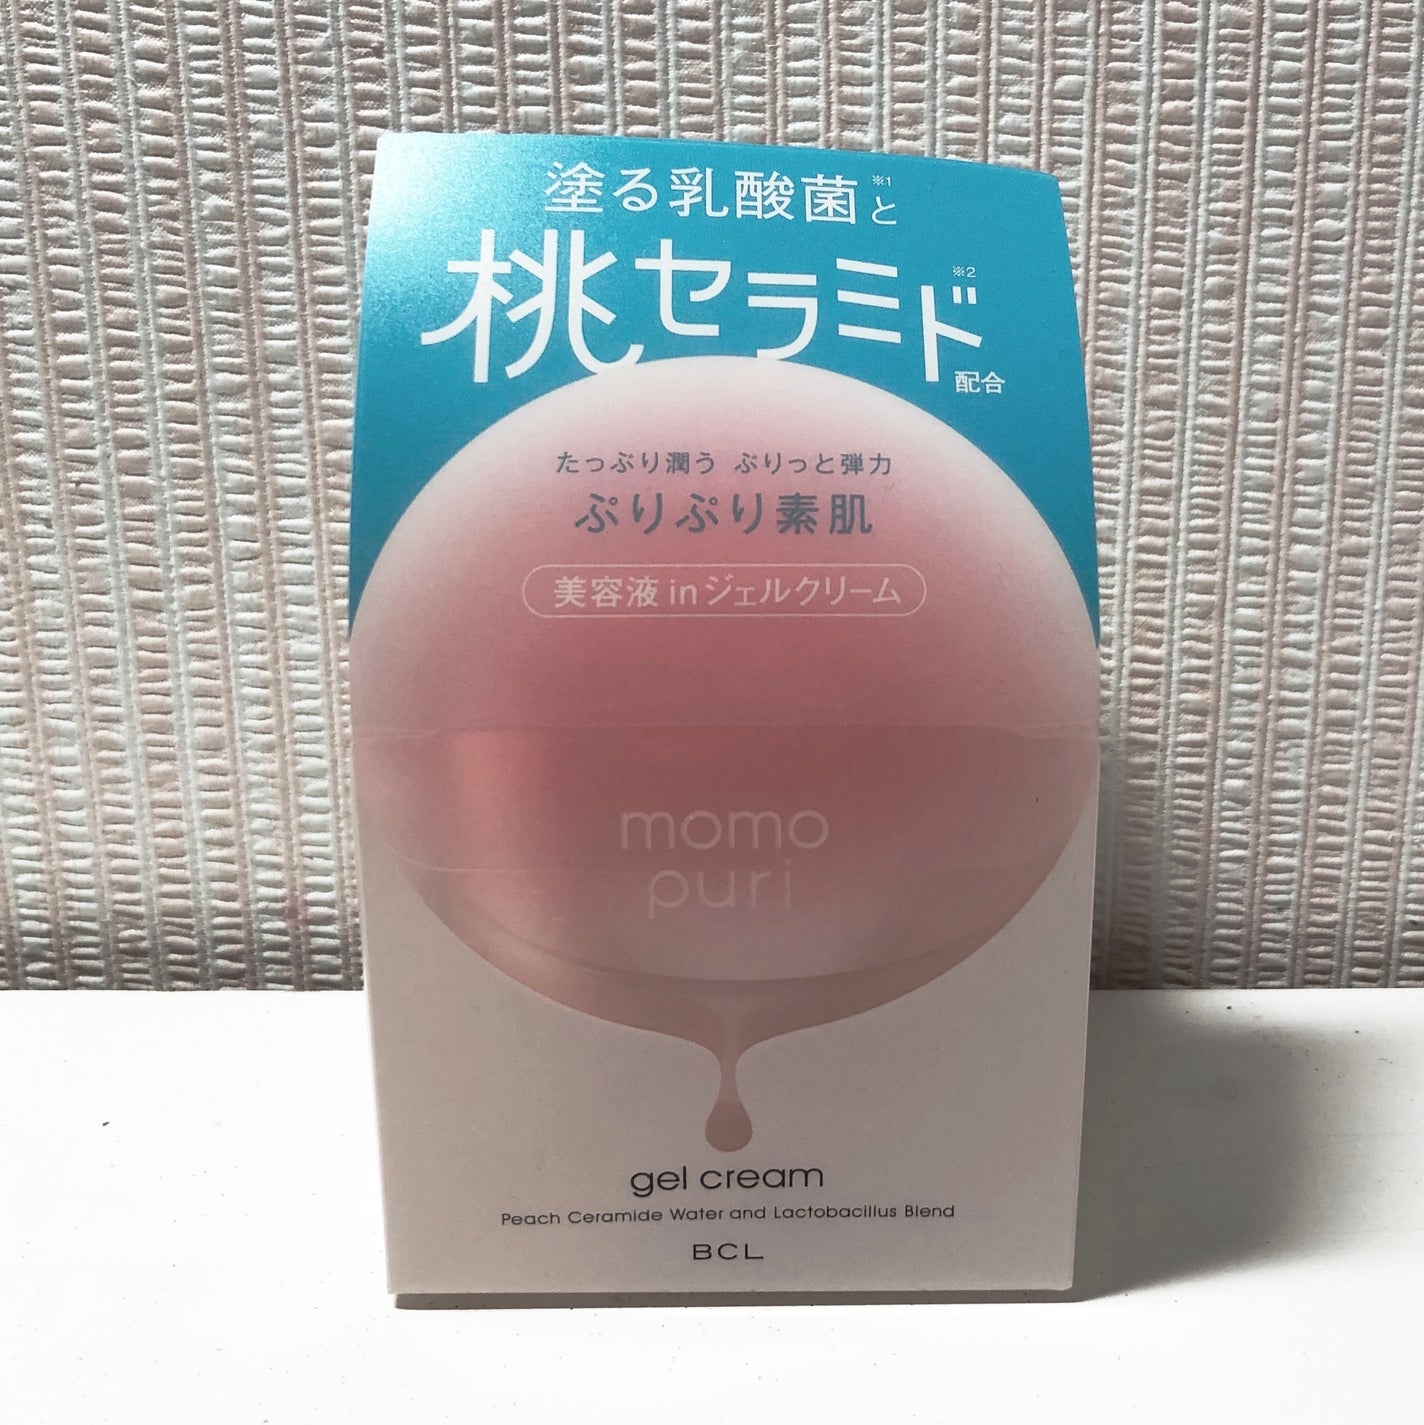 塗る乳酸菌※1と
桃セラミド※2
配合
たっぷり潤う ぷりっと弾力
ぷりぷり素肌
美容液inジェルクリーム
momo
puri
gel cream
Peach Ceramide Water and Lactobacillus Blend
BCL